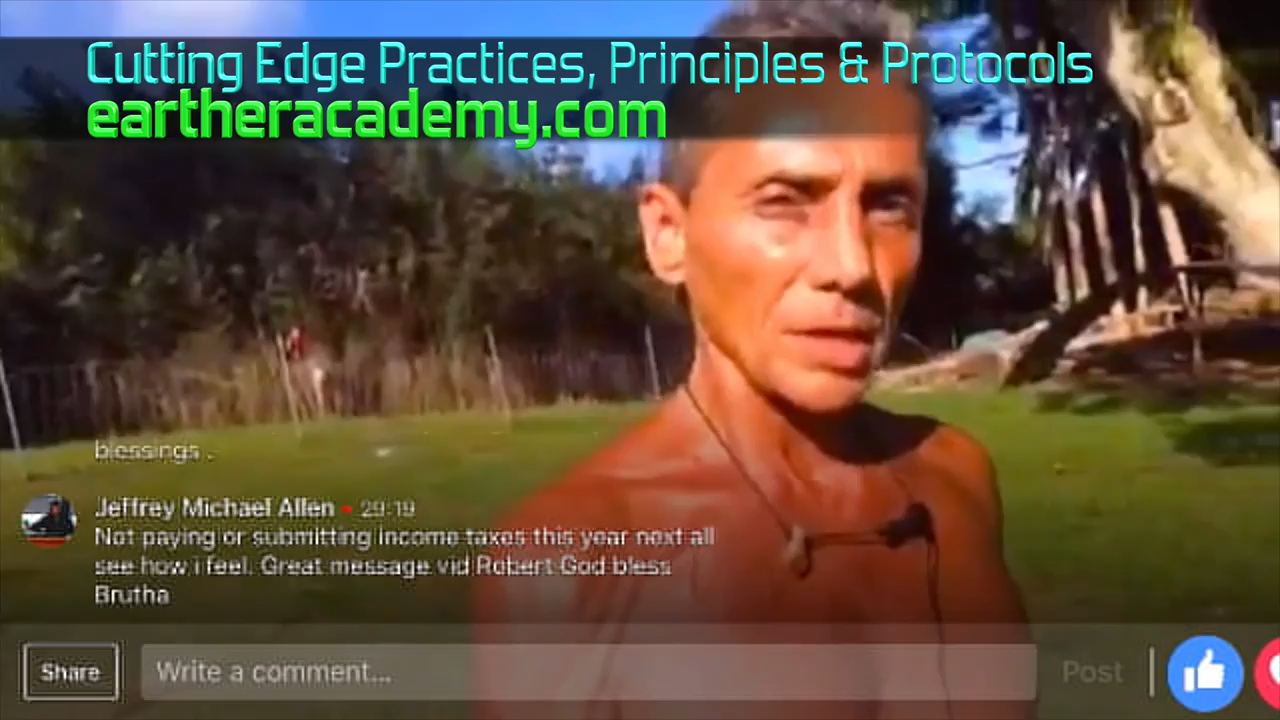 Cutting Edge Practices, Principles & Protocols
eartheracademy.com
blessings .
Jeffrey Michael Allen • 29:19
Not paying or submitting income taxes this year next all
see how i feel. Great message vid Robert God bless
Brutha
Share
Write a comment...
Post